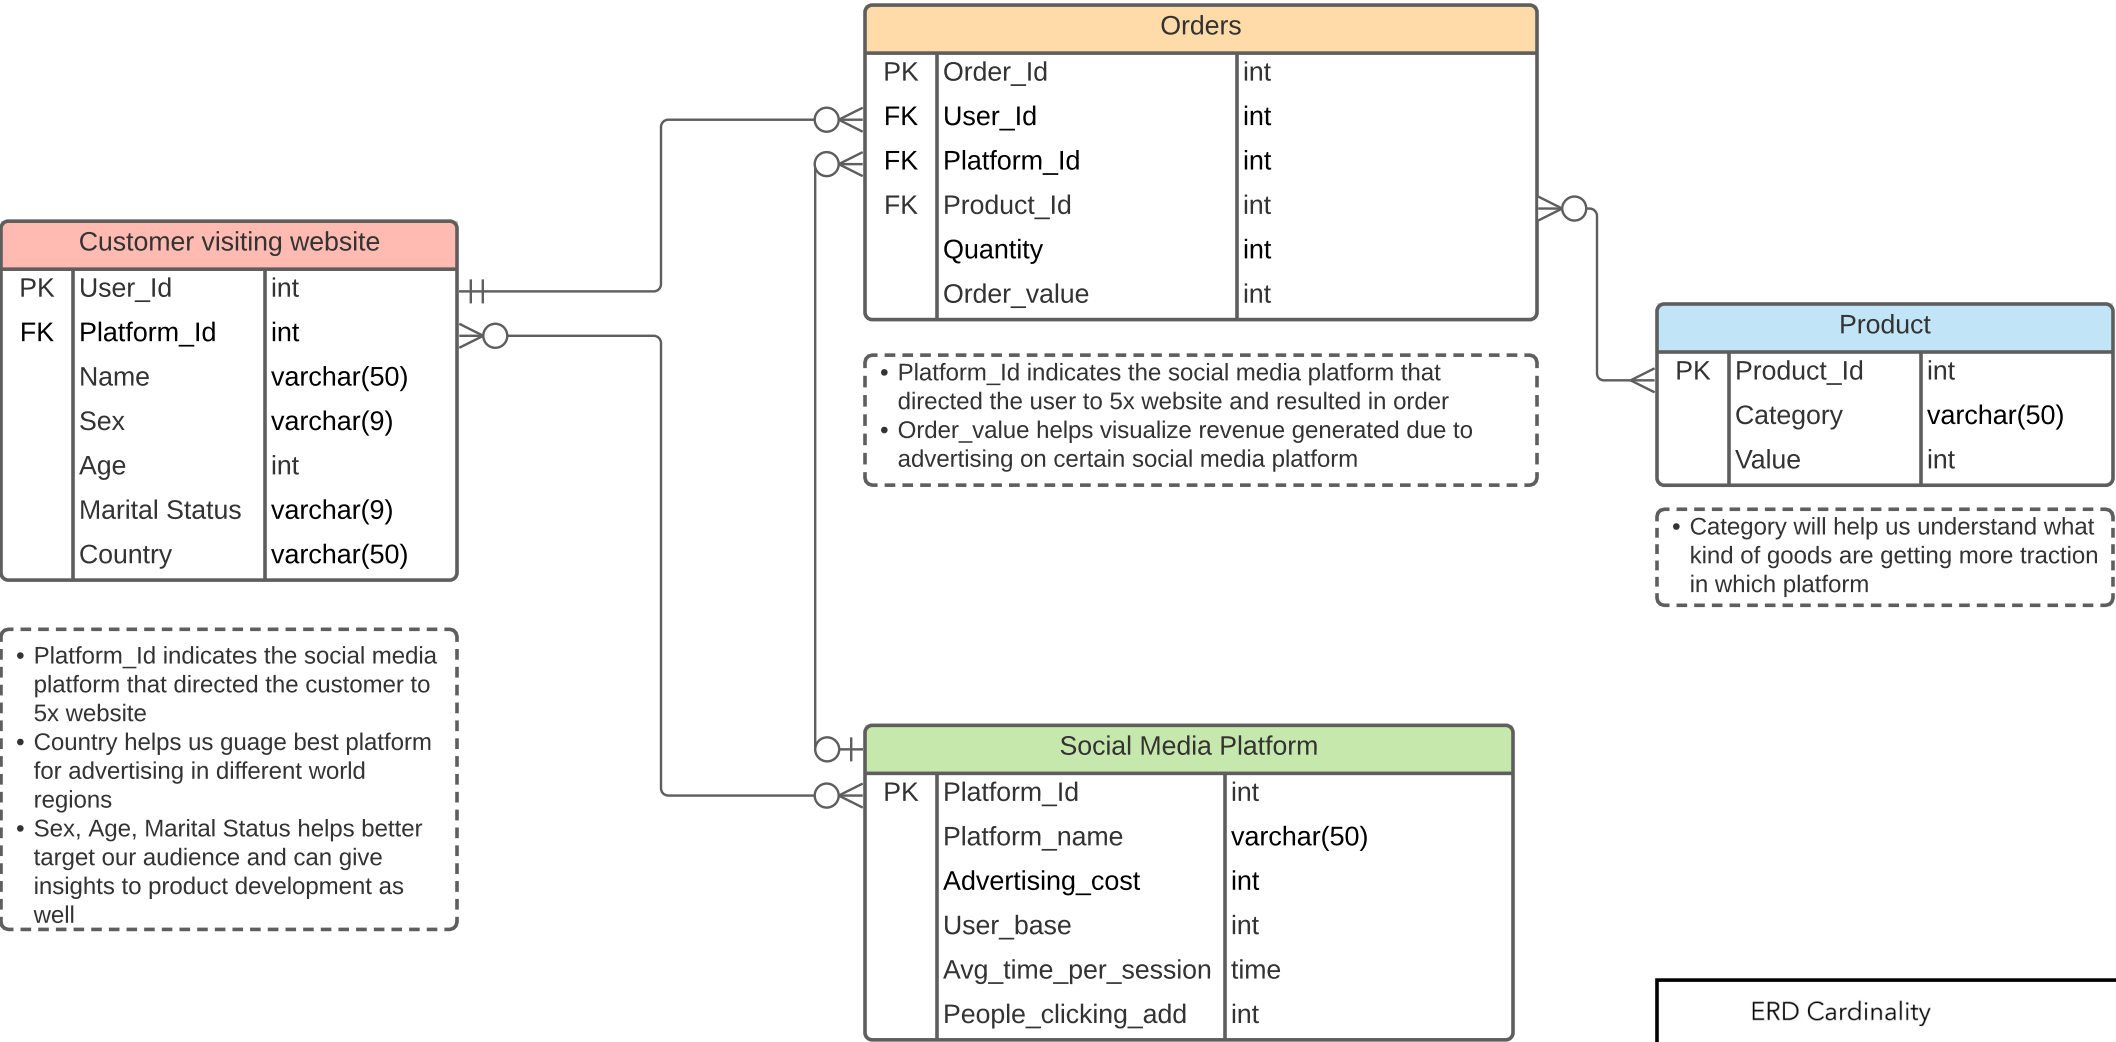 Orders
PK Order_Id int
FK User_Id int
FK Platform_Id int
FK Product_Id int
Quantity int
Order_value int
Customer visiting website
PK User_Id int
FK Platform_Id int
Name varchar(50)
Sex varchar(9)
Age int
Marital Status varchar(9)
Country varchar(50)
Product
PK Product_Id int
Category varchar(50)
Value int
• Platform_Id indicates the social media platform that
directed the user to 5x website and resulted in order
• Order_value helps visualize revenue generated due to
advertising on certain social media platform
• Category will help us understand what
kind of goods are getting more traction
in which platform
• Platform_Id indicates the social media
platform that directed the customer to
5x website
• Country helps us guage best platform
for advertising in different world
regions
• Sex, Age, Marital Status helps better
target our audience and can give
insights to product development as
well
Social Media Platform
PK Platform_Id int
Platform_name varchar(50)
Advertising_cost int
User_base int
Avg_time_per_session time
People_clicking_add int
ERD Cardinality